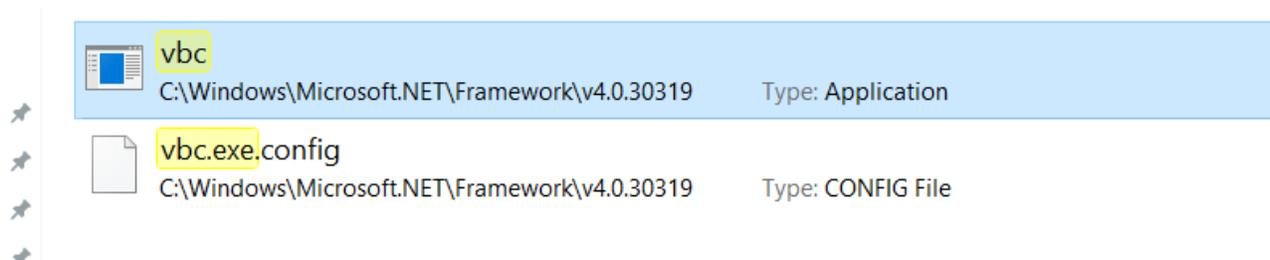 vbc
C:\Windows\Microsoft.NET\Framework\v4.0.30319 Type: Application
vbc.exe.config
C:\Windows\Microsoft.NET\Framework\v4.0.30319 Type: CONFIG File